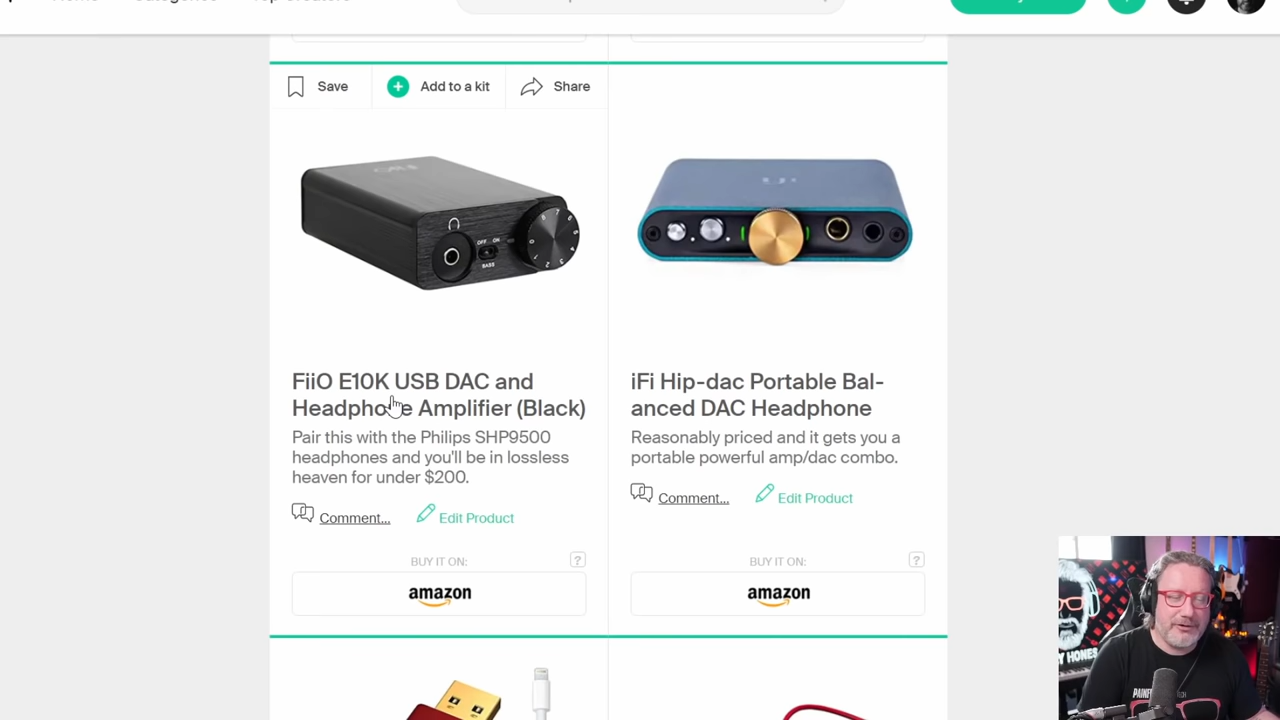 Save
Add to a kit
Share
OFF ON
BASS
FiiO E10K USB DAC and
Headphone Amplifier (Black)
Pair this with the Philips SHP9500
headphones and you'll be in lossless
heaven for under $200.
Comment...
Edit Product
BUY IT ON:
?
amazon
iFi Hip-dac Portable Bal-
anced DAC Headphone
Reasonably priced and it gets you a
portable powerful amp/dac combo.
Comment...
Edit Product
BUY IT ON:
?
amazon